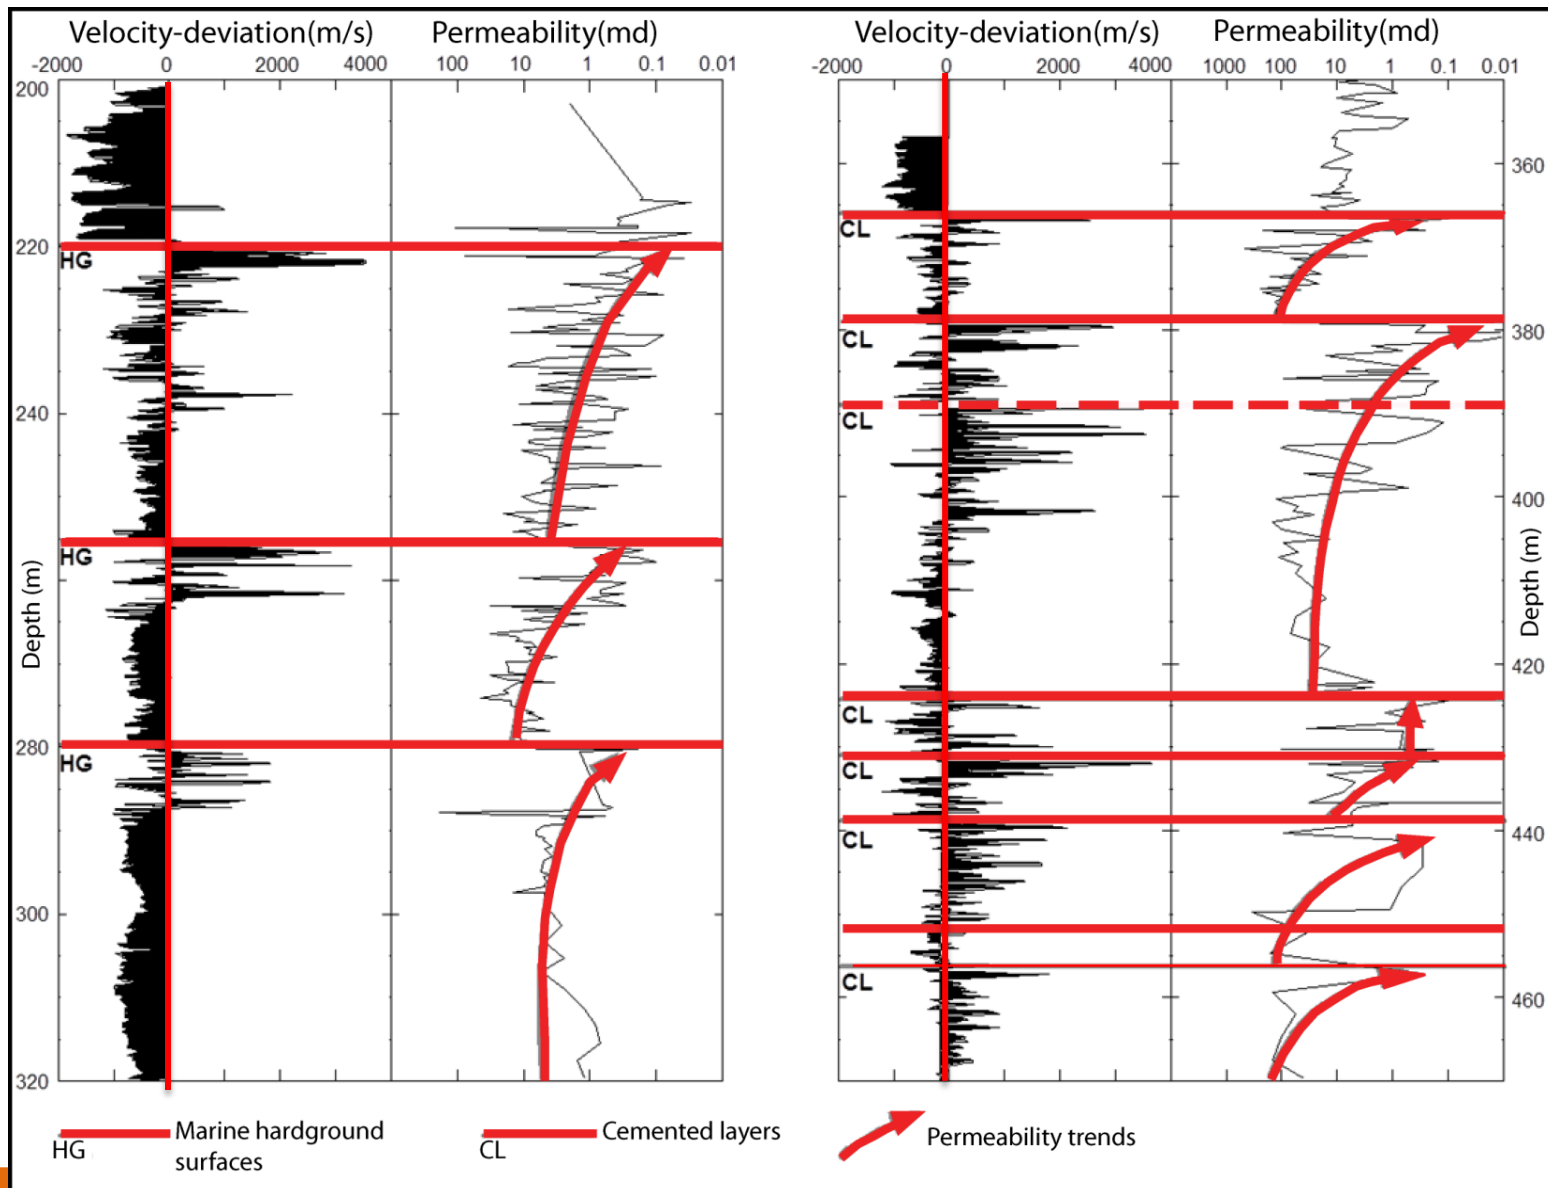 Velocity-deviation(m/s) Permeability(md) Velocity-deviation(m/s) Permeability(md)
-2000 0 2000 4000 100 10 1 0.1 0.01 -2000 0 2000 4000 1000 100 10 1 0.1 0.01
200
360
CL
220
HG
380
CL
240
CL
400
HG
Depth (m)
Depth (m)
420
CL
280
HG
CL
440
CL
300
CL
460
320
Marine hardground
surfaces
HG
Cemented layers
CL
Permeability trends